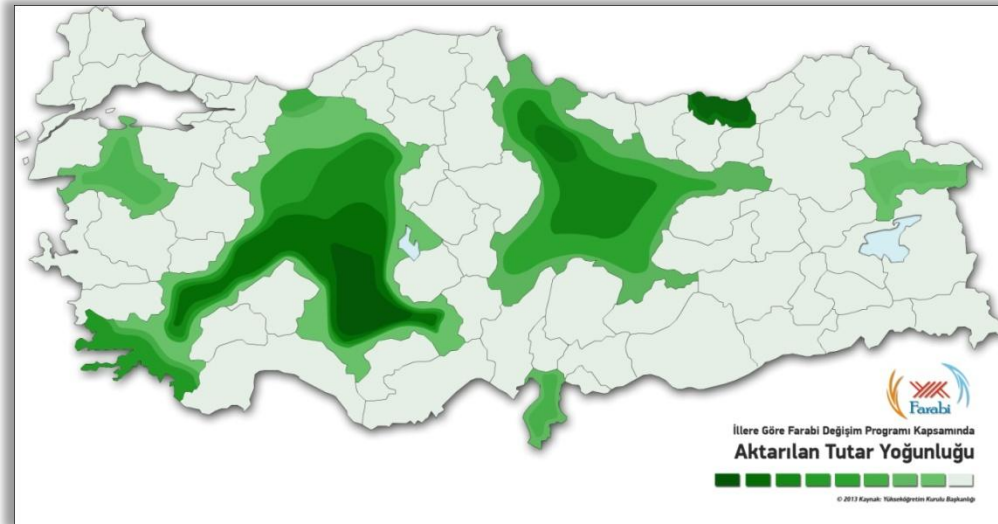 Farabi
İllere Göre Farabi Değişim Programı Kapsamında
Aktarılan Tutar Yoğunluğu
© 2013 Kaynak: Yükseköğretim Kurulu Başkanlığı